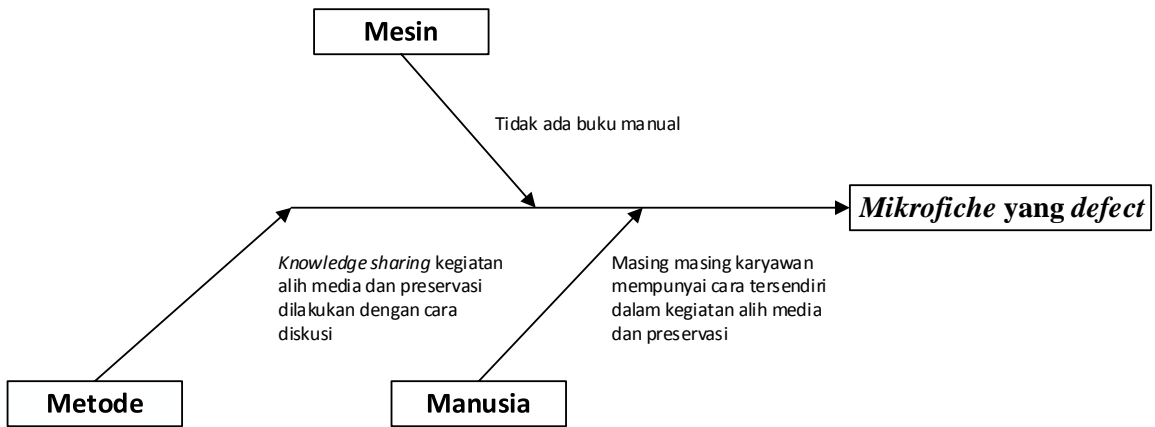 Mesin
Tidak ada buku manual
Mikrofiche yang defect
Knowledge sharing kegiatan
alih media dan preservasi
dilakukan dengan cara
diskusi
Masing masing karyawan
mempunyai cara tersendiri
dalam kegiatan alih media
dan preservasi
Metode
Manusia